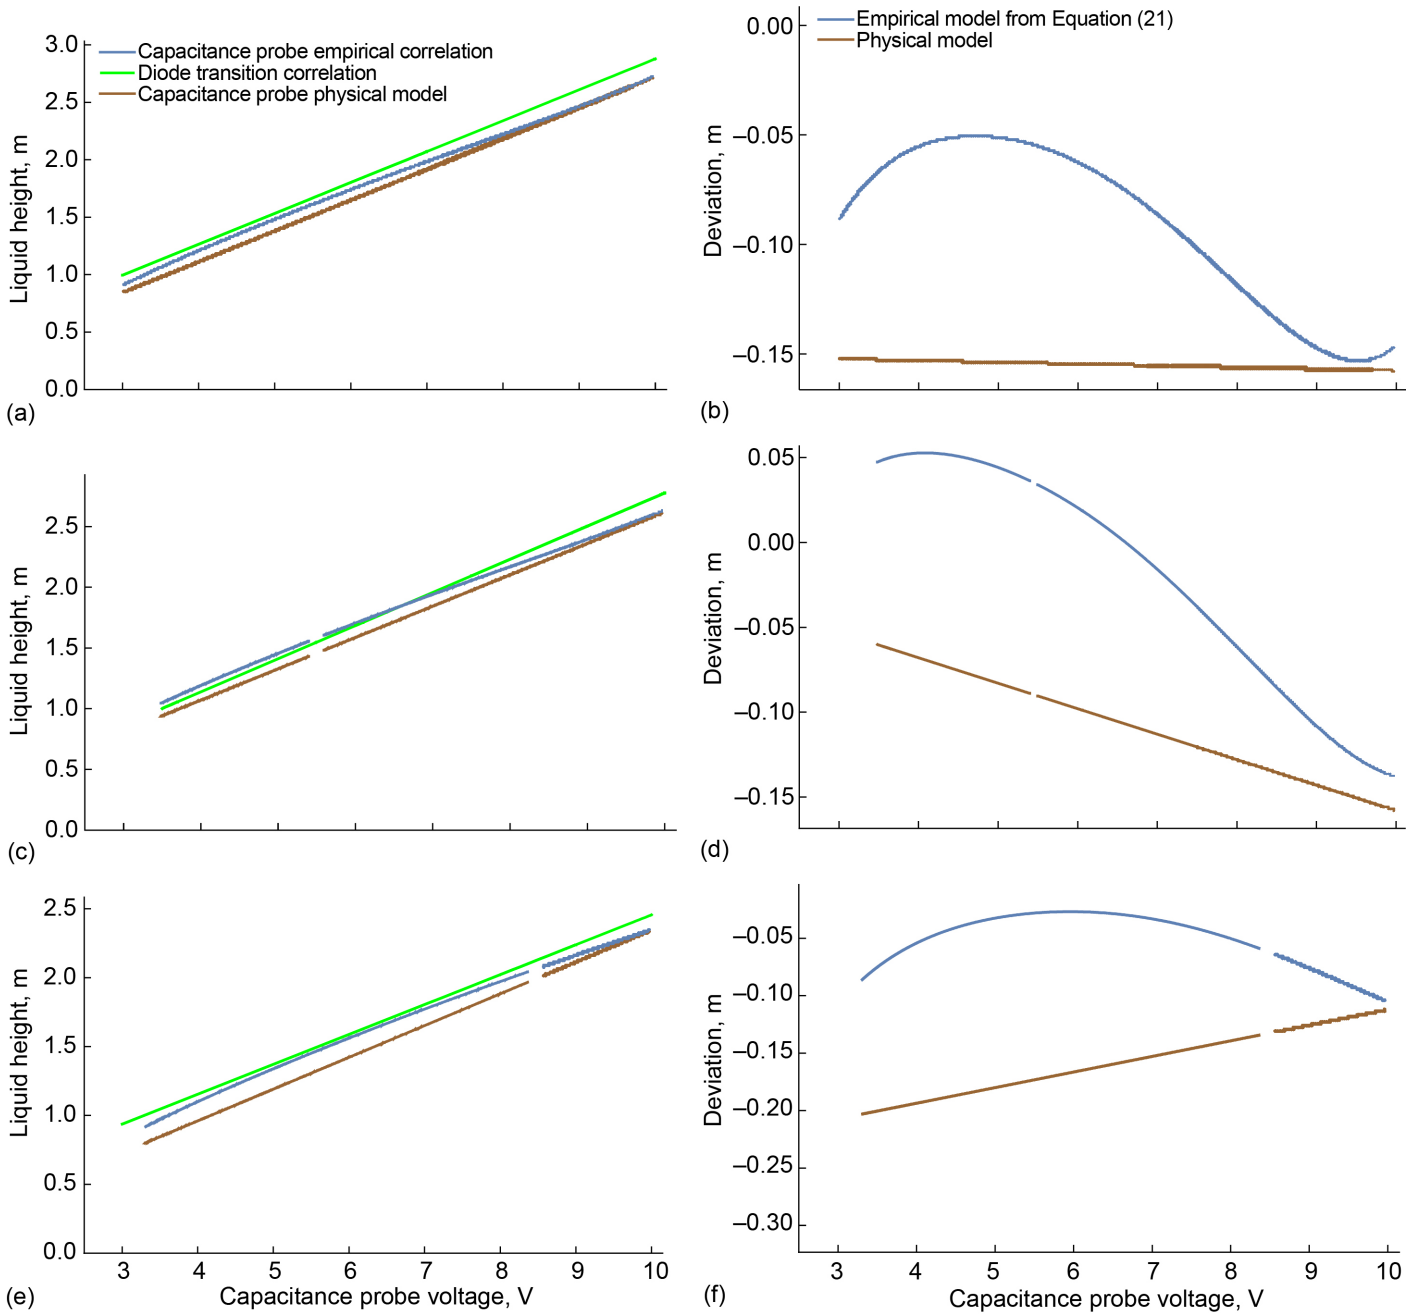 Capacitance probe empirical correlation
Diode transition correlation
Capacitance probe physical model
Liquid height, m
3.0
2.5
2.0
1.5
1.0
0.5
0.0
(a)
Empirical model from Equation (21)
Physical model
Deviation, m
0.00
–0.05
–0.10
–0.15
(b)
Liquid height, m
2.5
2.0
1.5
1.0
0.5
0.0
(c)
Deviation, m
0.05
0.00
–0.05
–0.10
–0.15
(d)
Liquid height, m
2.5
2.0
1.5
1.0
0.5
0.0
3 4 5 6 7 8 9 10
Capacitance probe voltage, V
(e)
Deviation, m
–0.05
–0.10
–0.15
–0.20
–0.25
–0.30
3 4 5 6 7 8 9 10
Capacitance probe voltage, V
(f)